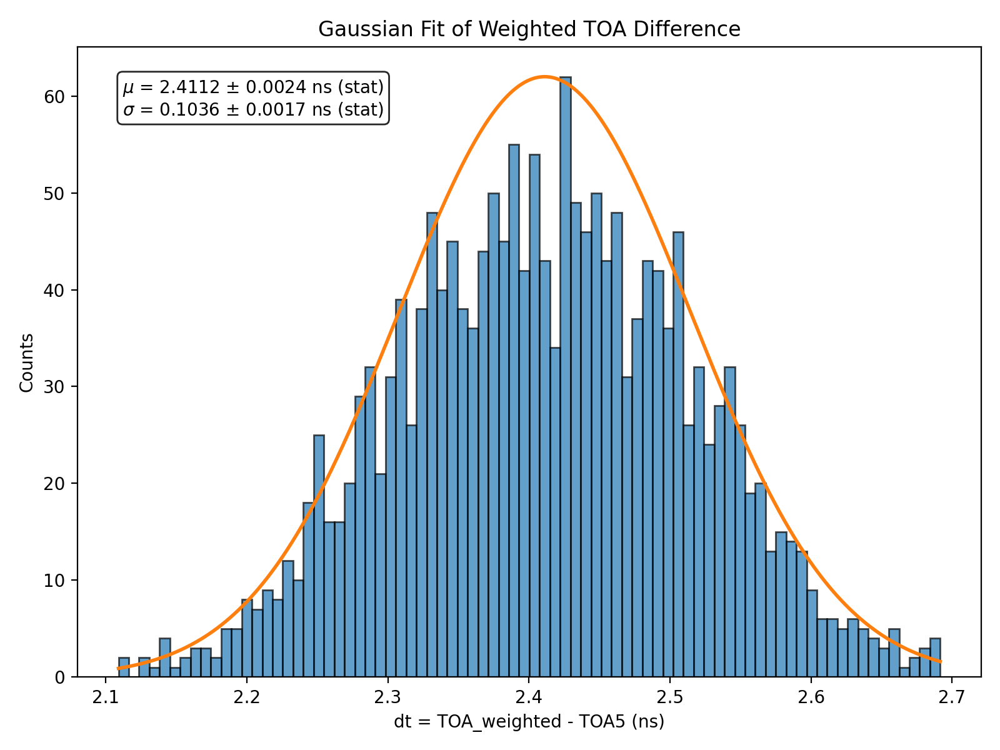 Gaussian Fit of Weighted TOA Difference
μ = 2.4112 ± 0.0024 ns (stat)
σ = 0.1036 ± 0.0017 ns (stat)
Counts
60
50
40
30
20
10
0
2.1 2.2 2.3 2.4 2.5 2.6 2.7
dt = TOA_weighted - TOA5 (ns)